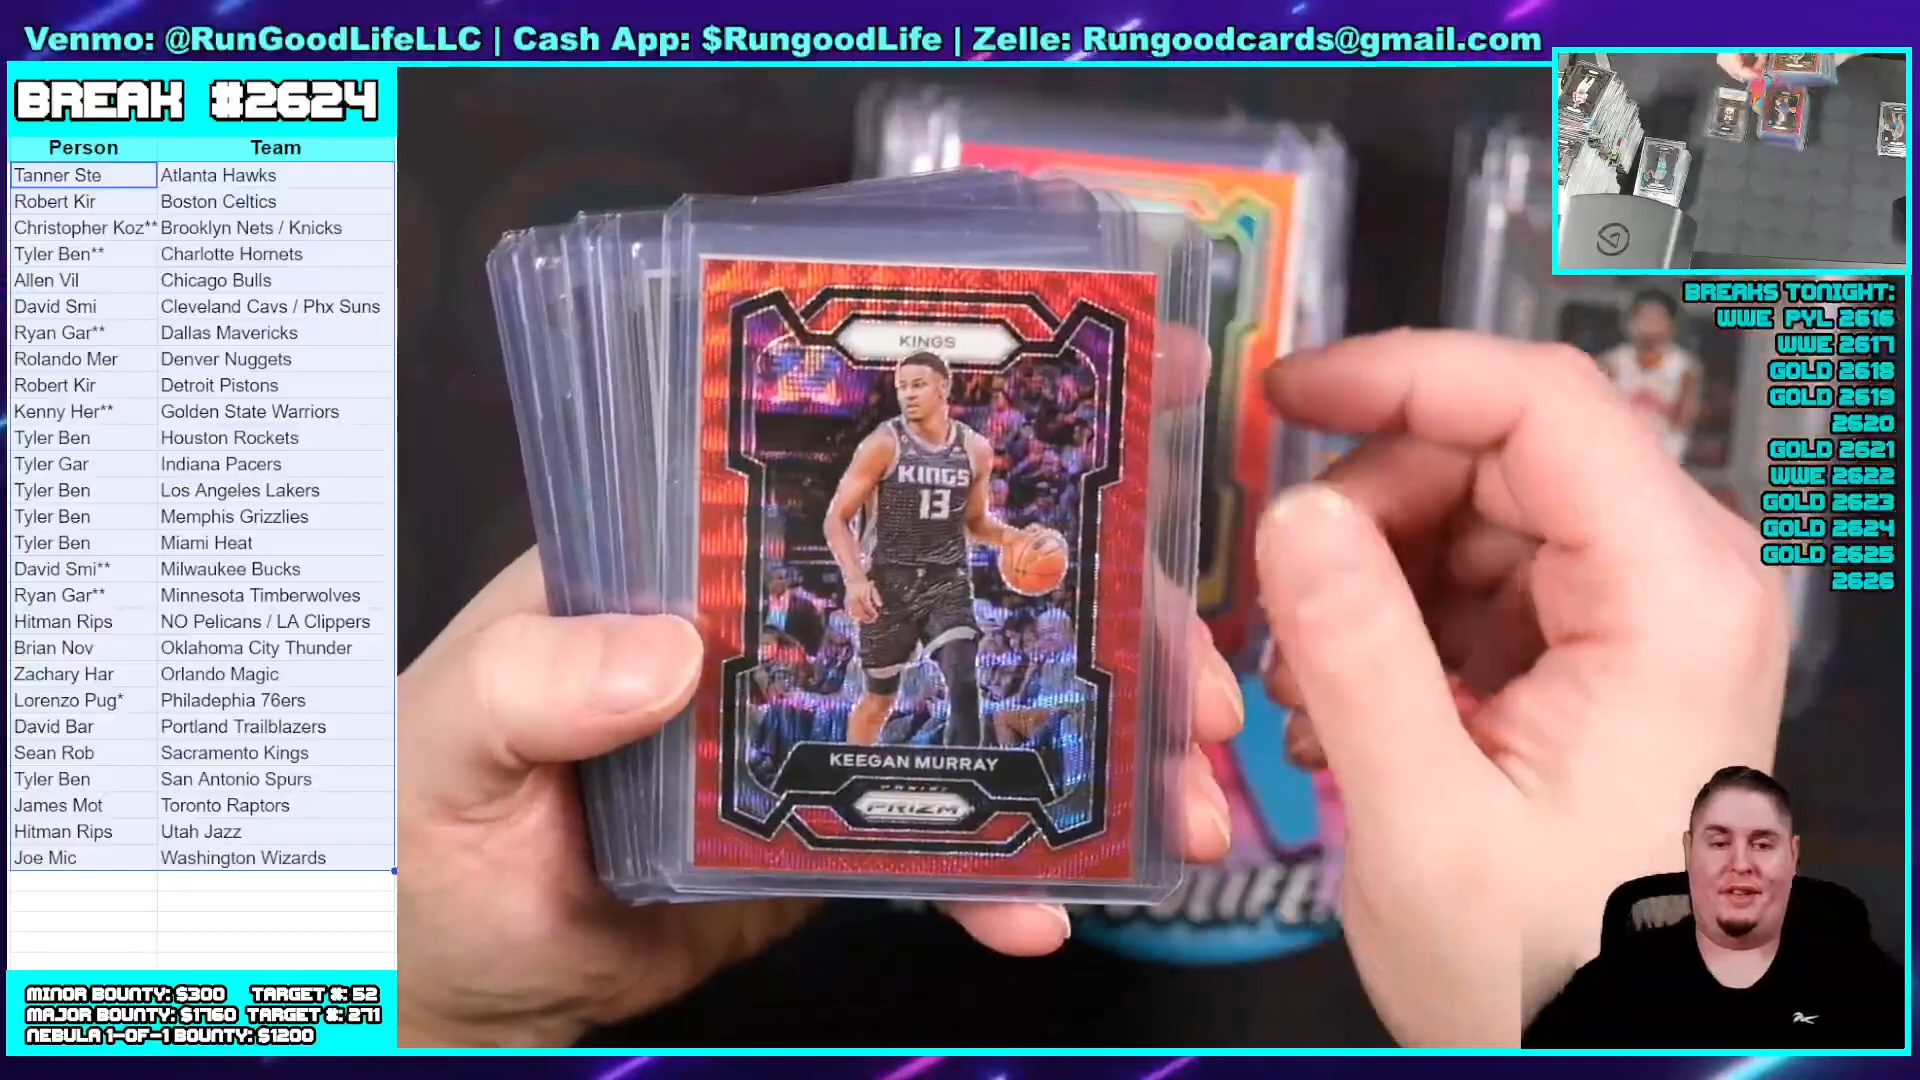 Venmo: @RunGoodLifeLLC | Cash App: $RungoodLife | Zelle: Rungoodcards@gmail.com
BREAK #2624
Person Team
Tanner Ste Atlanta Hawks
Robert Kir Boston Celtics
Christopher Koz** Brooklyn Nets / Knicks
Tyler Ben** Charlotte Hornets
Allen Vil Chicago Bulls
David Smi Cleveland Cavs / Phx Suns
Ryan Gar** Dallas Mavericks
Rolando Mer Denver Nuggets
Robert Kir Detroit Pistons
Kenny Her** Golden State Warriors
Tyler Ben Houston Rockets
Tyler Gar Indiana Pacers
Tyler Ben Los Angeles Lakers
Tyler Ben Memphis Grizzlies
Tyler Ben Miami Heat
David Smi** Milwaukee Bucks
Ryan Gar** Minnesota Timberwolves
Hitman Rips NO Pelicans / LA Clippers
Brian Nov Oklahoma City Thunder
Zachary Har Orlando Magic
Lorenzo Pug* Philadephia 76ers
David Bar Portland Trailblazers
Sean Rob Sacramento Kings
Tyler Ben San Antonio Spurs
James Mot Toronto Raptors
Hitman Rips Utah Jazz
Joe Mic Washington Wizards
MINOR BOUNTY: $300 TARGET #: 52
MAJOR BOUNTY: $1760 TARGET #: 271
NEBULA 1-OF-1 BOUNTY: $1200
KINGS
KINGS
13
KEEGAN MURRAY
PANINI
PRIZM
BREAKS TONIGHT:
WWE PYL 2616
WWE 2617
GOLD 2618
GOLD 2619
2620
GOLD 2621
WWE 2622
GOLD 2623
GOLD 2624
GOLD 2625
2626